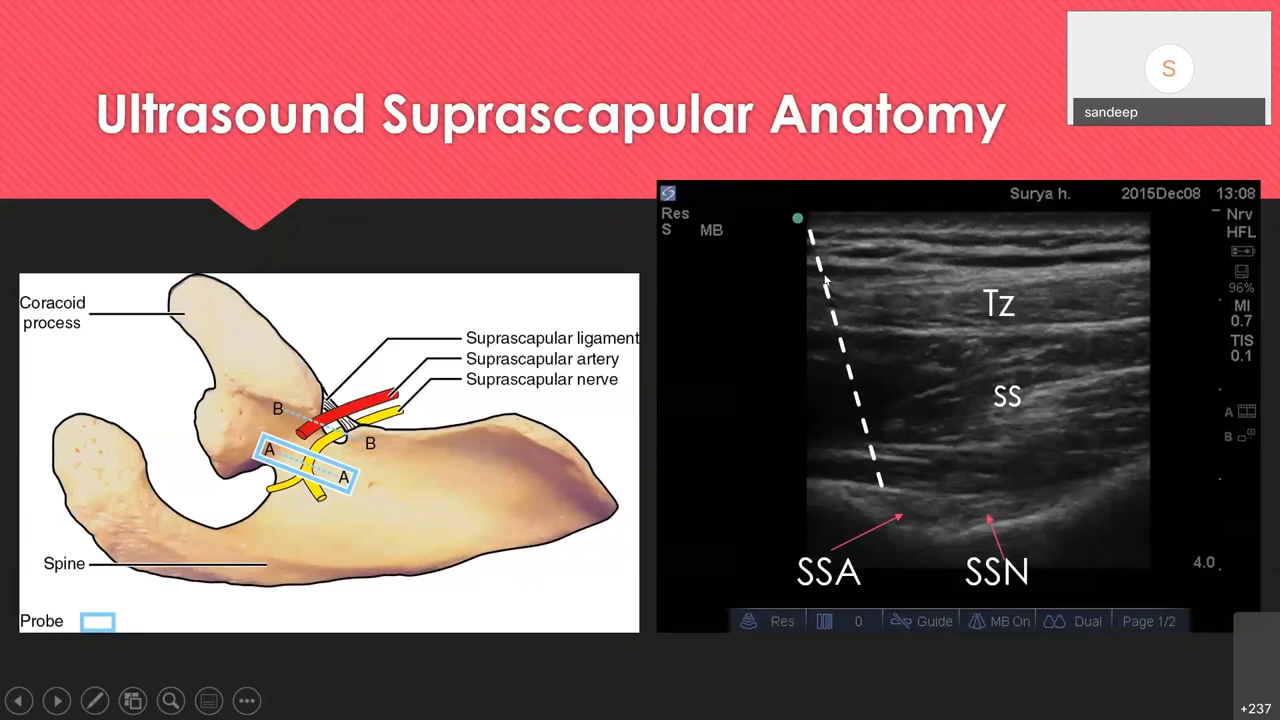 Ultrasound Suprascapular Anatomy
S
sandeep
Coracoid
process
Suprascapular ligament
Suprascapular artery
Suprascapular nerve
B
B
A
A
Spine
Probe
Surya h. 2015Dec08 13:08
Res
S MB
Nrv
HFL
96%
MI
0.7
TIS
0.1
A
B
Tz
SS
SSA
SSN
4.0
Res 0 Guide MB On Dual Page 1/2
+237